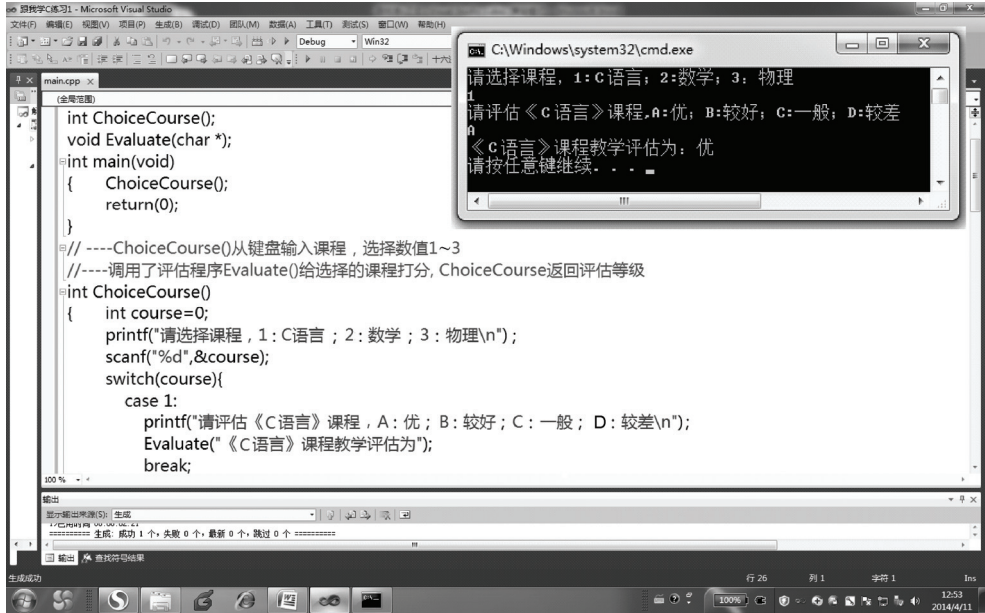 跟我学C练习1 - Microsoft Visual Studio
文件(F) 编辑(E) 视图(V) 项目(P) 生成(B) 调试(D) 团队(M) 数据(A) 工具(T) 测试(S) 窗口(W) 帮助(H)
Debug Win32
十六
main.cpp ×
(全局范围)
int ChoiceCourse();
void Evaluate(char *);
int main(void)
{ ChoiceCourse();
return(0);
}
// ----ChoiceCourse()从键盘输入课程，选择数值1~3
//----调用了评估程序Evaluate()给选择的课程打分, ChoiceCourse返回评估等级
int ChoiceCourse()
{ int course=0;
printf("请选择课程，1：C语言；2：数学；3：物理\n");
scanf("%d",&course);
switch(course){
case 1:
printf("请评估《C语言》课程，A：优；B：较好；C：一般；D：较差\n");
Evaluate("《C语言》课程教学评估为");
break;
100 %
C:\Windows\system32\cmd.exe
请选择课程，1:C语言；2:数学；3：物理
1
请评估《C语言》课程,A:优；B:较好；C:一般；D:较差
A
《C语言》课程教学评估为：优
请按任意键继续. . .
输出
显示输出来源(S): 生成
========== 生成: 成功 1 个，失败 0 个，最新 0 个，跳过 0 个 ==========
输出 查找符号结果
生成成功 行 26 列 1 字符 1 Ins
100% 12:53
2014/4/11